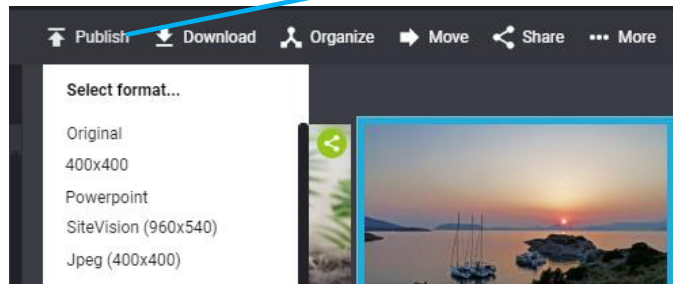 Publish Download Organize Move Share ••• More
Select format...
Original
400x400
Powerpoint
SiteVision (960x540)
Jpeg (400x400)